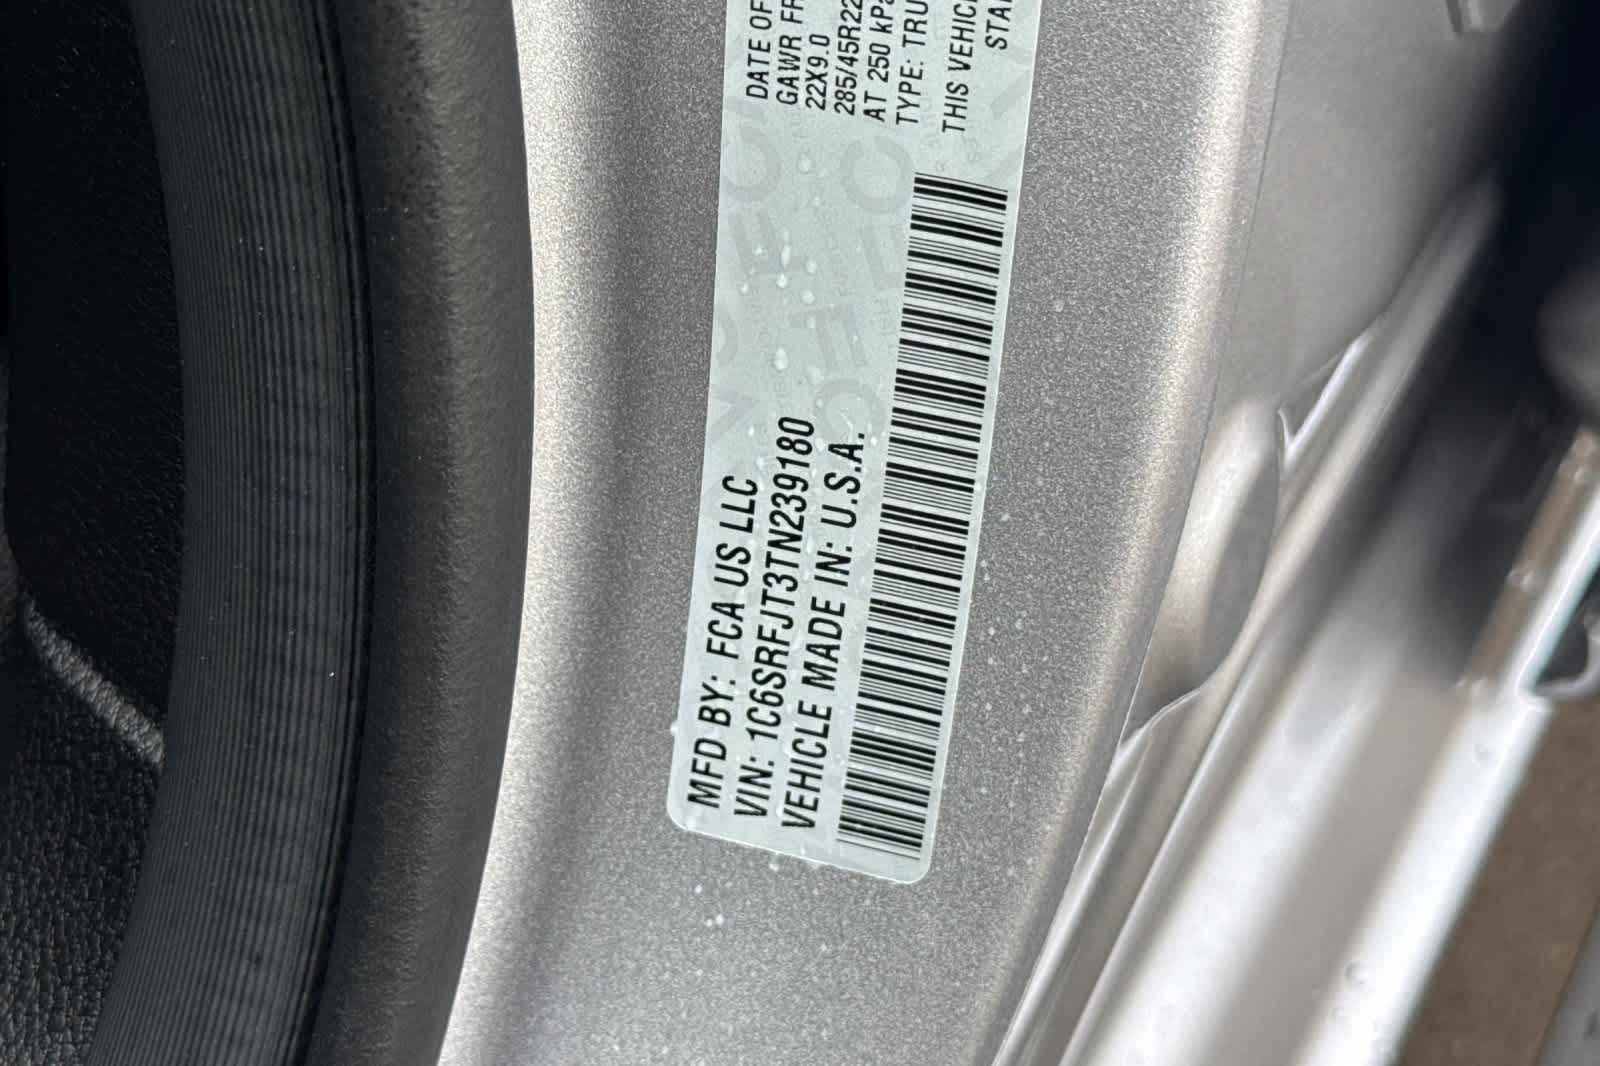 MFD BY: FCA US LLC
VIN: 1C6SRFJT3TN239180
VEHICLE MADE IN: U.S.A.
DATE OF
GAWR FR
22X9.0
285/45R22
AT 250 kPa
TYPE: TRU
THIS VEHIC
STA